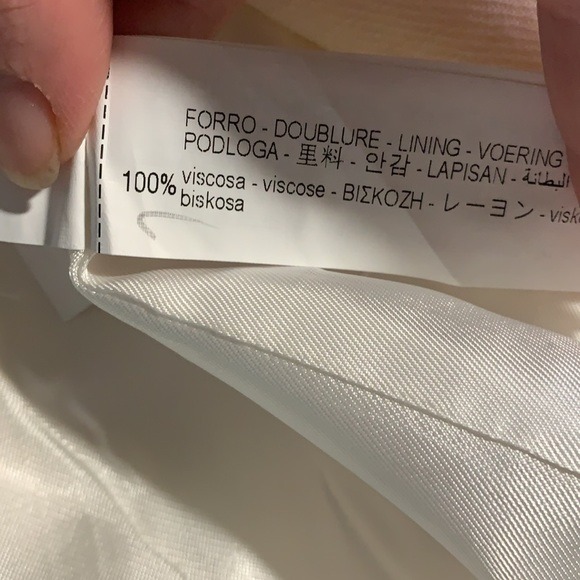 FORRO - DOUBLURE - LINING - VOERING
PODLOGA - 里料 - 안감 - LAPISAN - البطانة
100% viscosa - viscose - ΒΙΣΚΟΖΗ - レーヨン -
biskosa